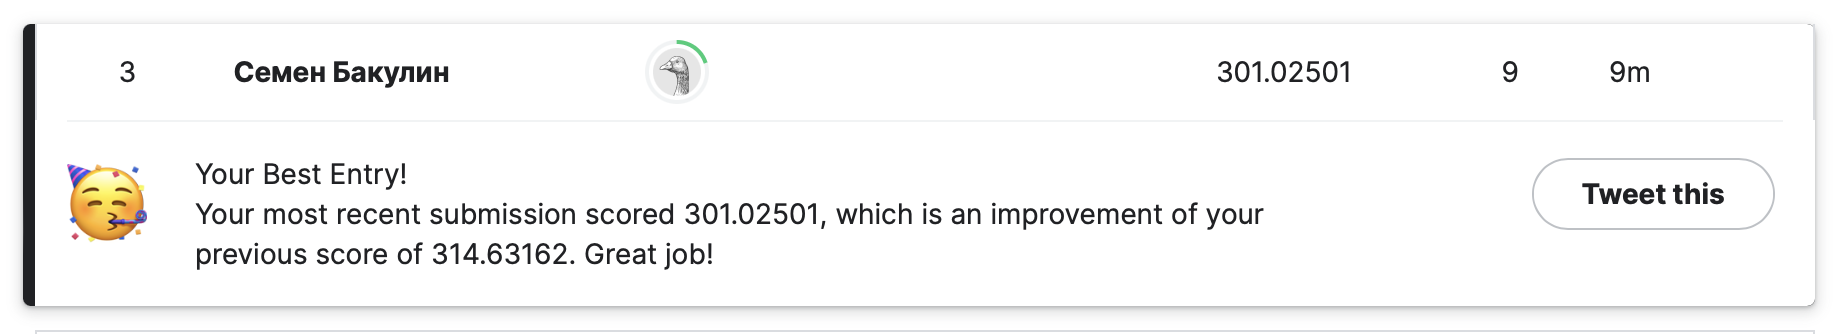 3 Семен Бакулин 301.02501 9 9m
Your Best Entry!
Your most recent submission scored 301.02501, which is an improvement of your
previous score of 314.63162. Great job!
Tweet this